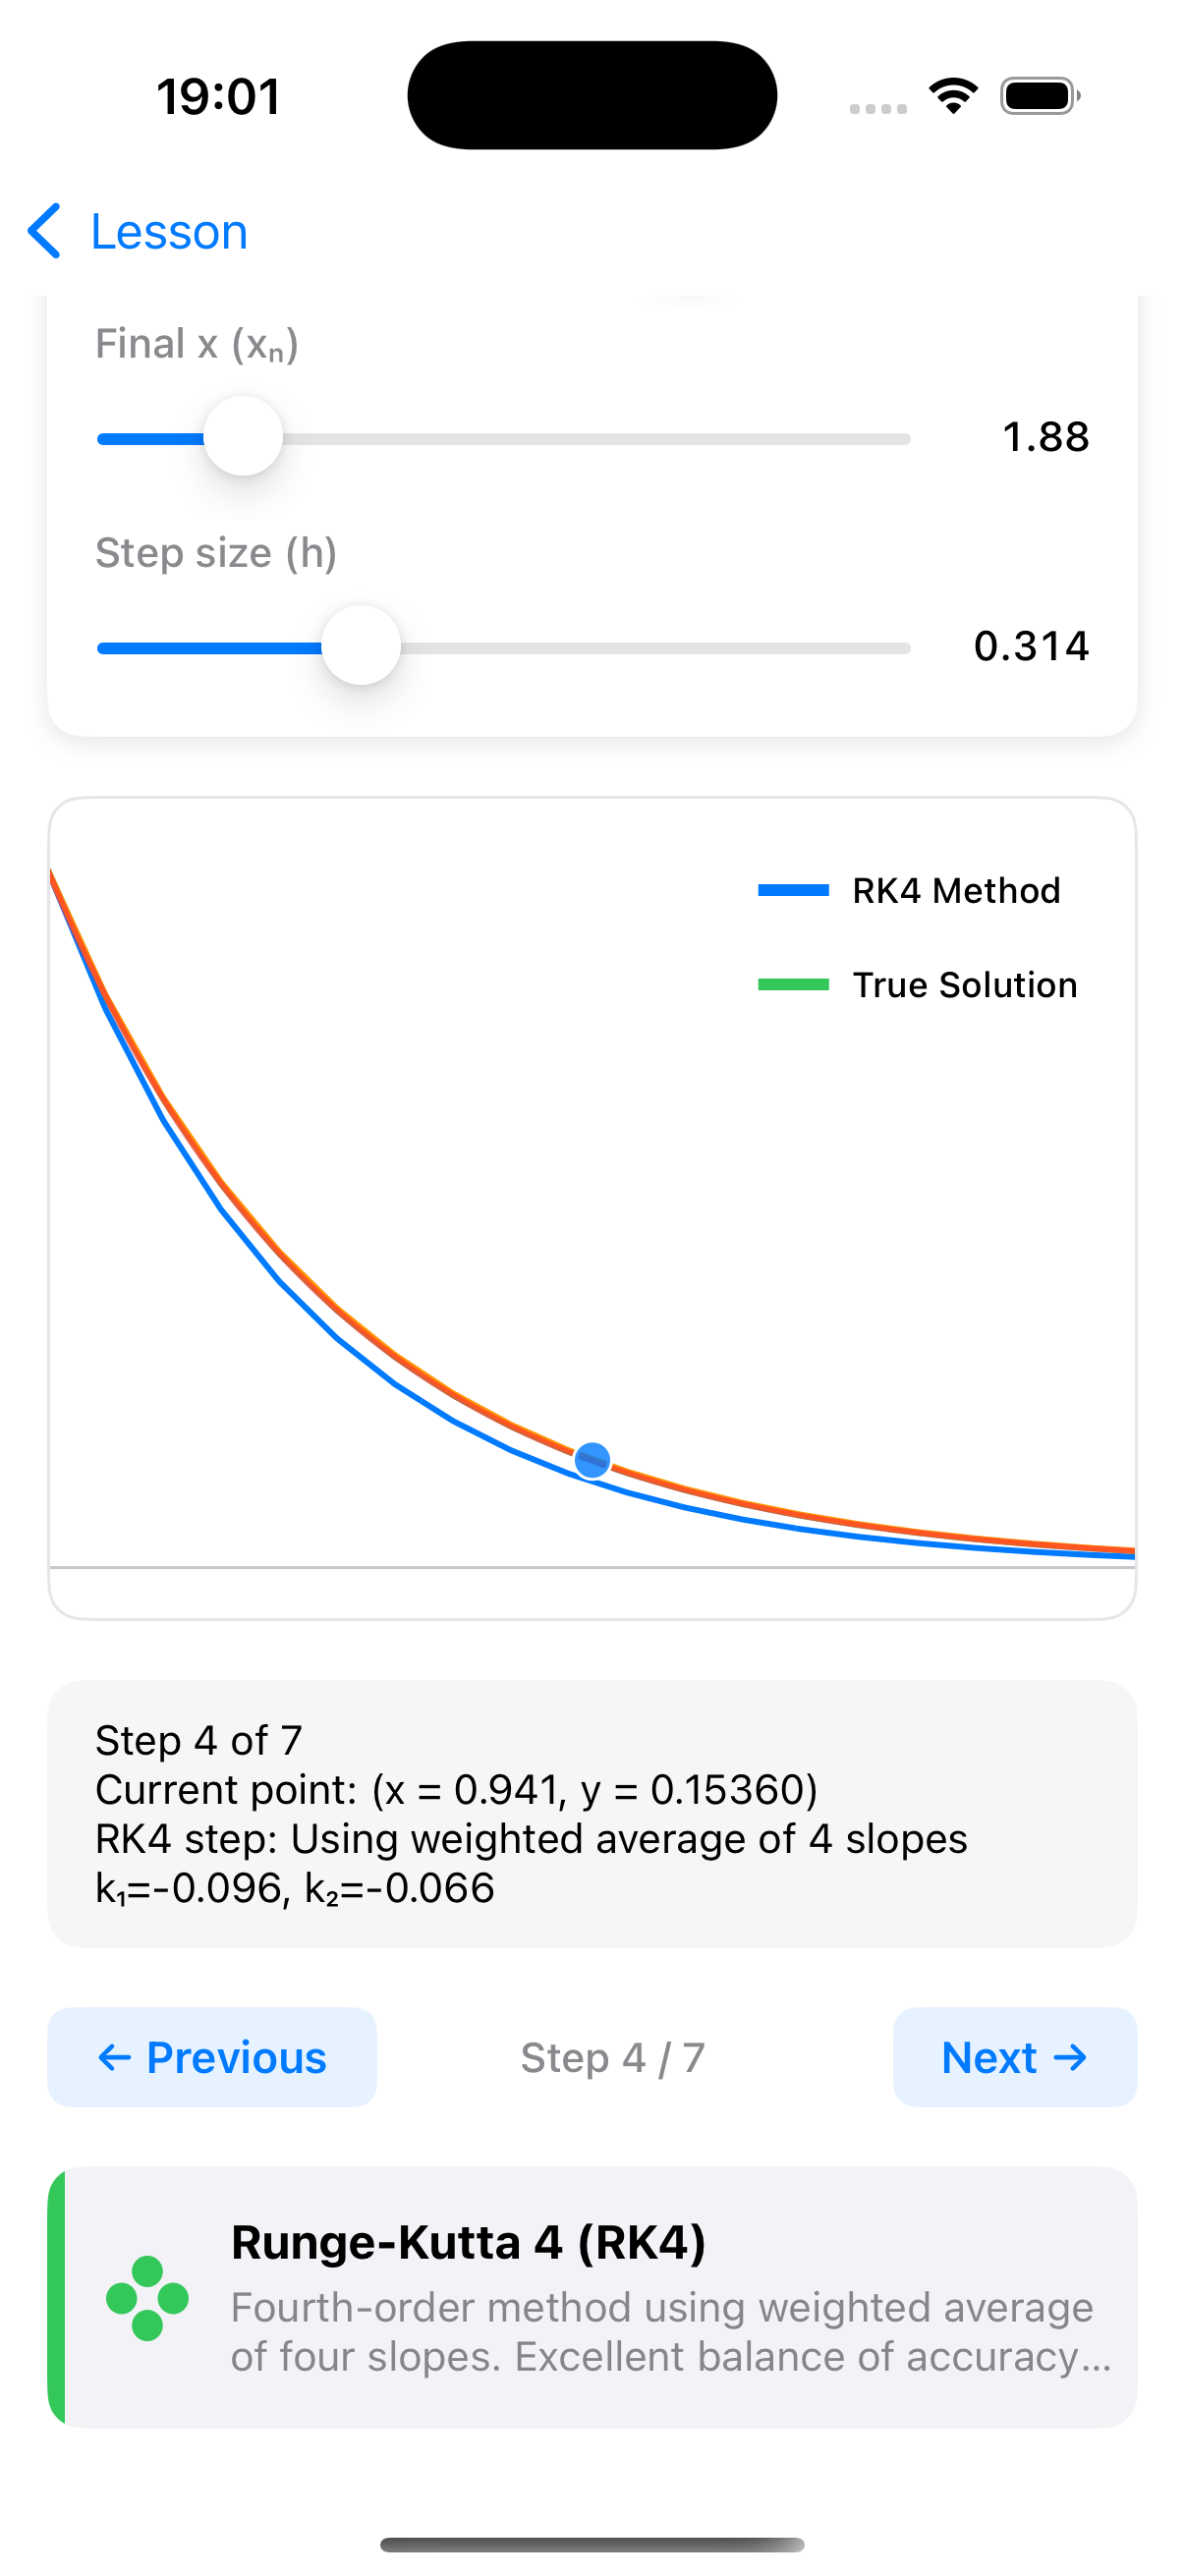 19:01
Lesson
Final x (xₙ)
1.88
Step size (h)
0.314
RK4 Method
True Solution
Step 4 of 7
Current point: (x = 0.941, y = 0.15360)
RK4 step: Using weighted average of 4 slopes
k₁=-0.096, k₂=-0.066
← Previous
Step 4 / 7
Next →
Runge-Kutta 4 (RK4)
Fourth-order method using weighted average
of four slopes. Excellent balance of accuracy...